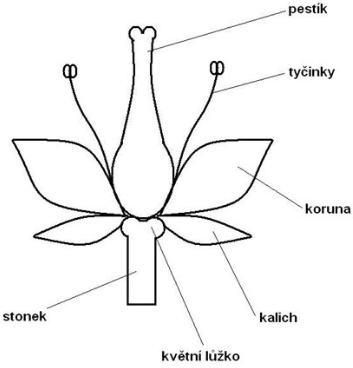 pestík
tyčinky
koruna
kalich
stonek
květní lůžko